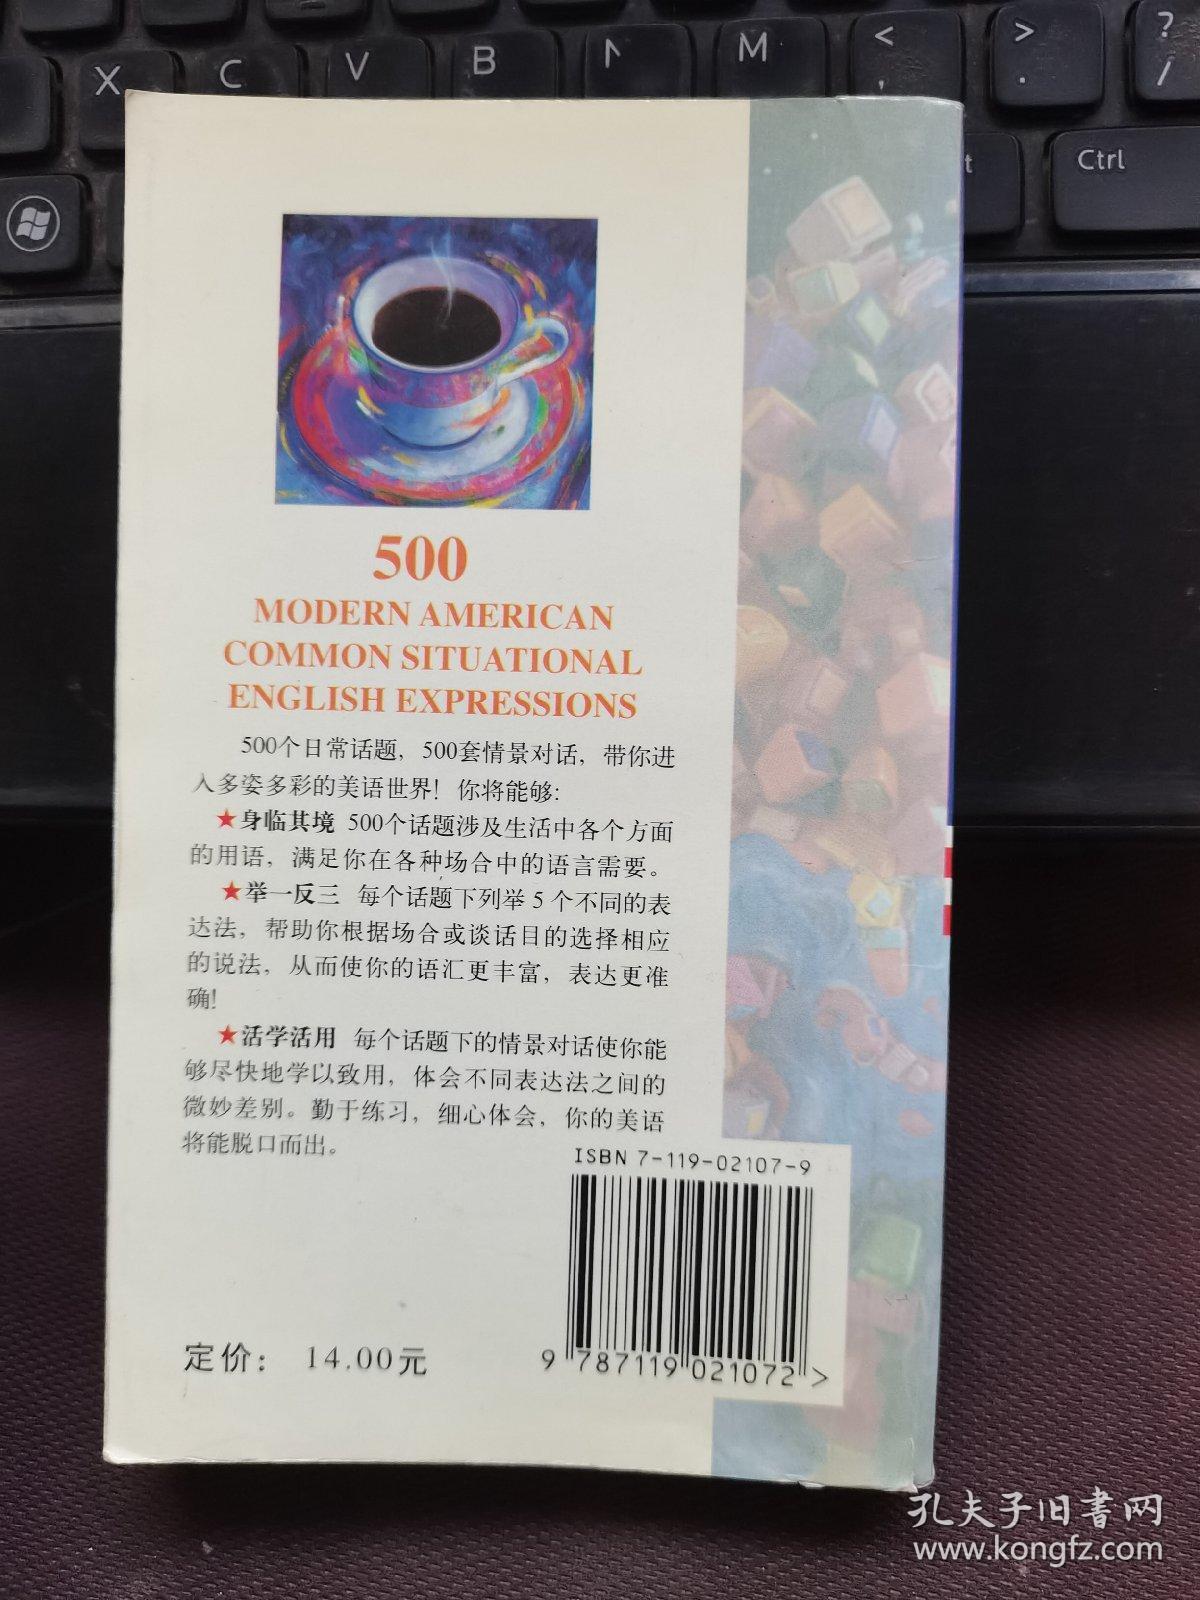 X C V B N M < , > . ? /
Ctrl
500
MODERN AMERICAN
COMMON SITUATIONAL
ENGLISH EXPRESSIONS
500个日常话题，500套情景对话，带你进
入多姿多彩的美语世界！你将能够：
★身临其境 500个话题涉及生活中各个方面
的用语，满足你在各种场合中的语言需要。
★举一反三 每个话题下列举 5 个不同的表
达法，帮助你根据场合或谈话目的选择相应
的说法，从而使你的语汇更丰富，表达更准
确！
★活学活用 每个话题下的情景对话使你能
够尽快地学以致用，体会不同表达法之间的
微妙差别。勤于练习，细心体会，你的美语
将能脱口而出。
ISBN 7-119-02107-9
9 787119 021072 >
定价： 14.00元
孔夫子旧书网
www.kongfz.com